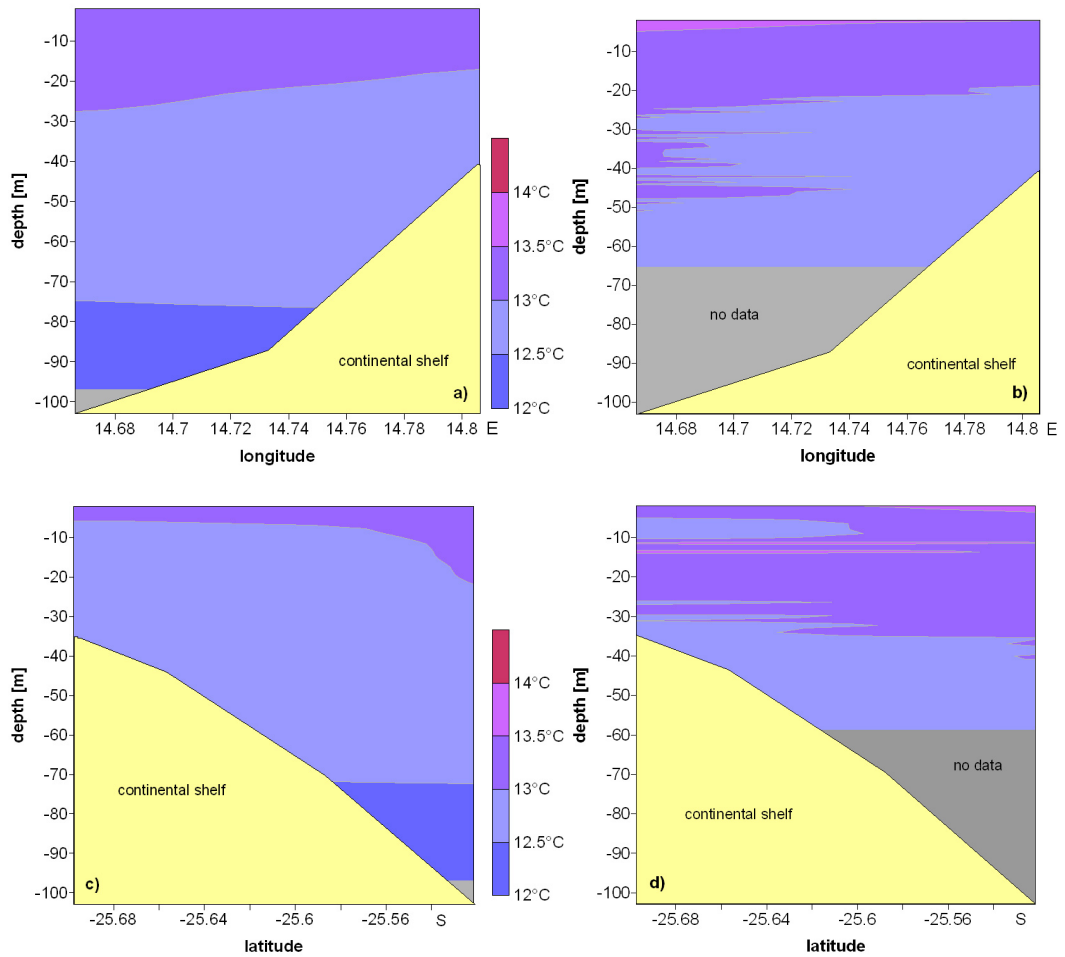 -10
-20
-30
-40
-50
-60
-70
-80
-90
-100
depth [m]
continental shelf
a)
14.68
14.7
14.72
14.74
14.76
14.78
14.8
E
longitude
14°C
13.5°C
13°C
12.5°C
12°C
-10
-20
-30
-40
-50
-60
-70
-80
-90
-100
depth [m]
no data
continental shelf
b)
14.68
14.7
14.72
14.74
14.76
14.78
14.8
E
longitude
-10
-20
-30
-40
-50
-60
-70
-80
-90
-100
depth [m]
continental shelf
c)
-25.68
-25.64
-25.6
-25.56
S
latitude
14°C
13.5°C
13°C
12.5°C
12°C
-10
-20
-30
-40
-50
-60
-70
-80
-90
-100
depth [m]
no data
continental shelf
d)
-25.68
-25.64
-25.6
-25.56
S
latitude